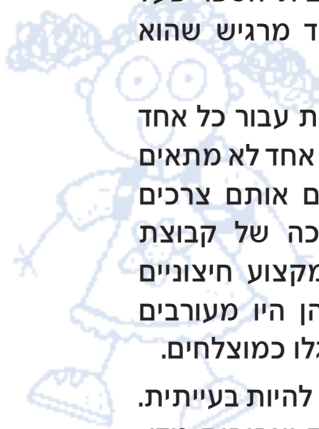 ד מרגיש שהוא
ת עבור כל אחד
אחד לא מתאים
ם אותם צרכים
כה של קבוצת
מקצוע חיצוניים
הן היו מעורבים
גלו כמוצלחים.
להיות בעייתית.